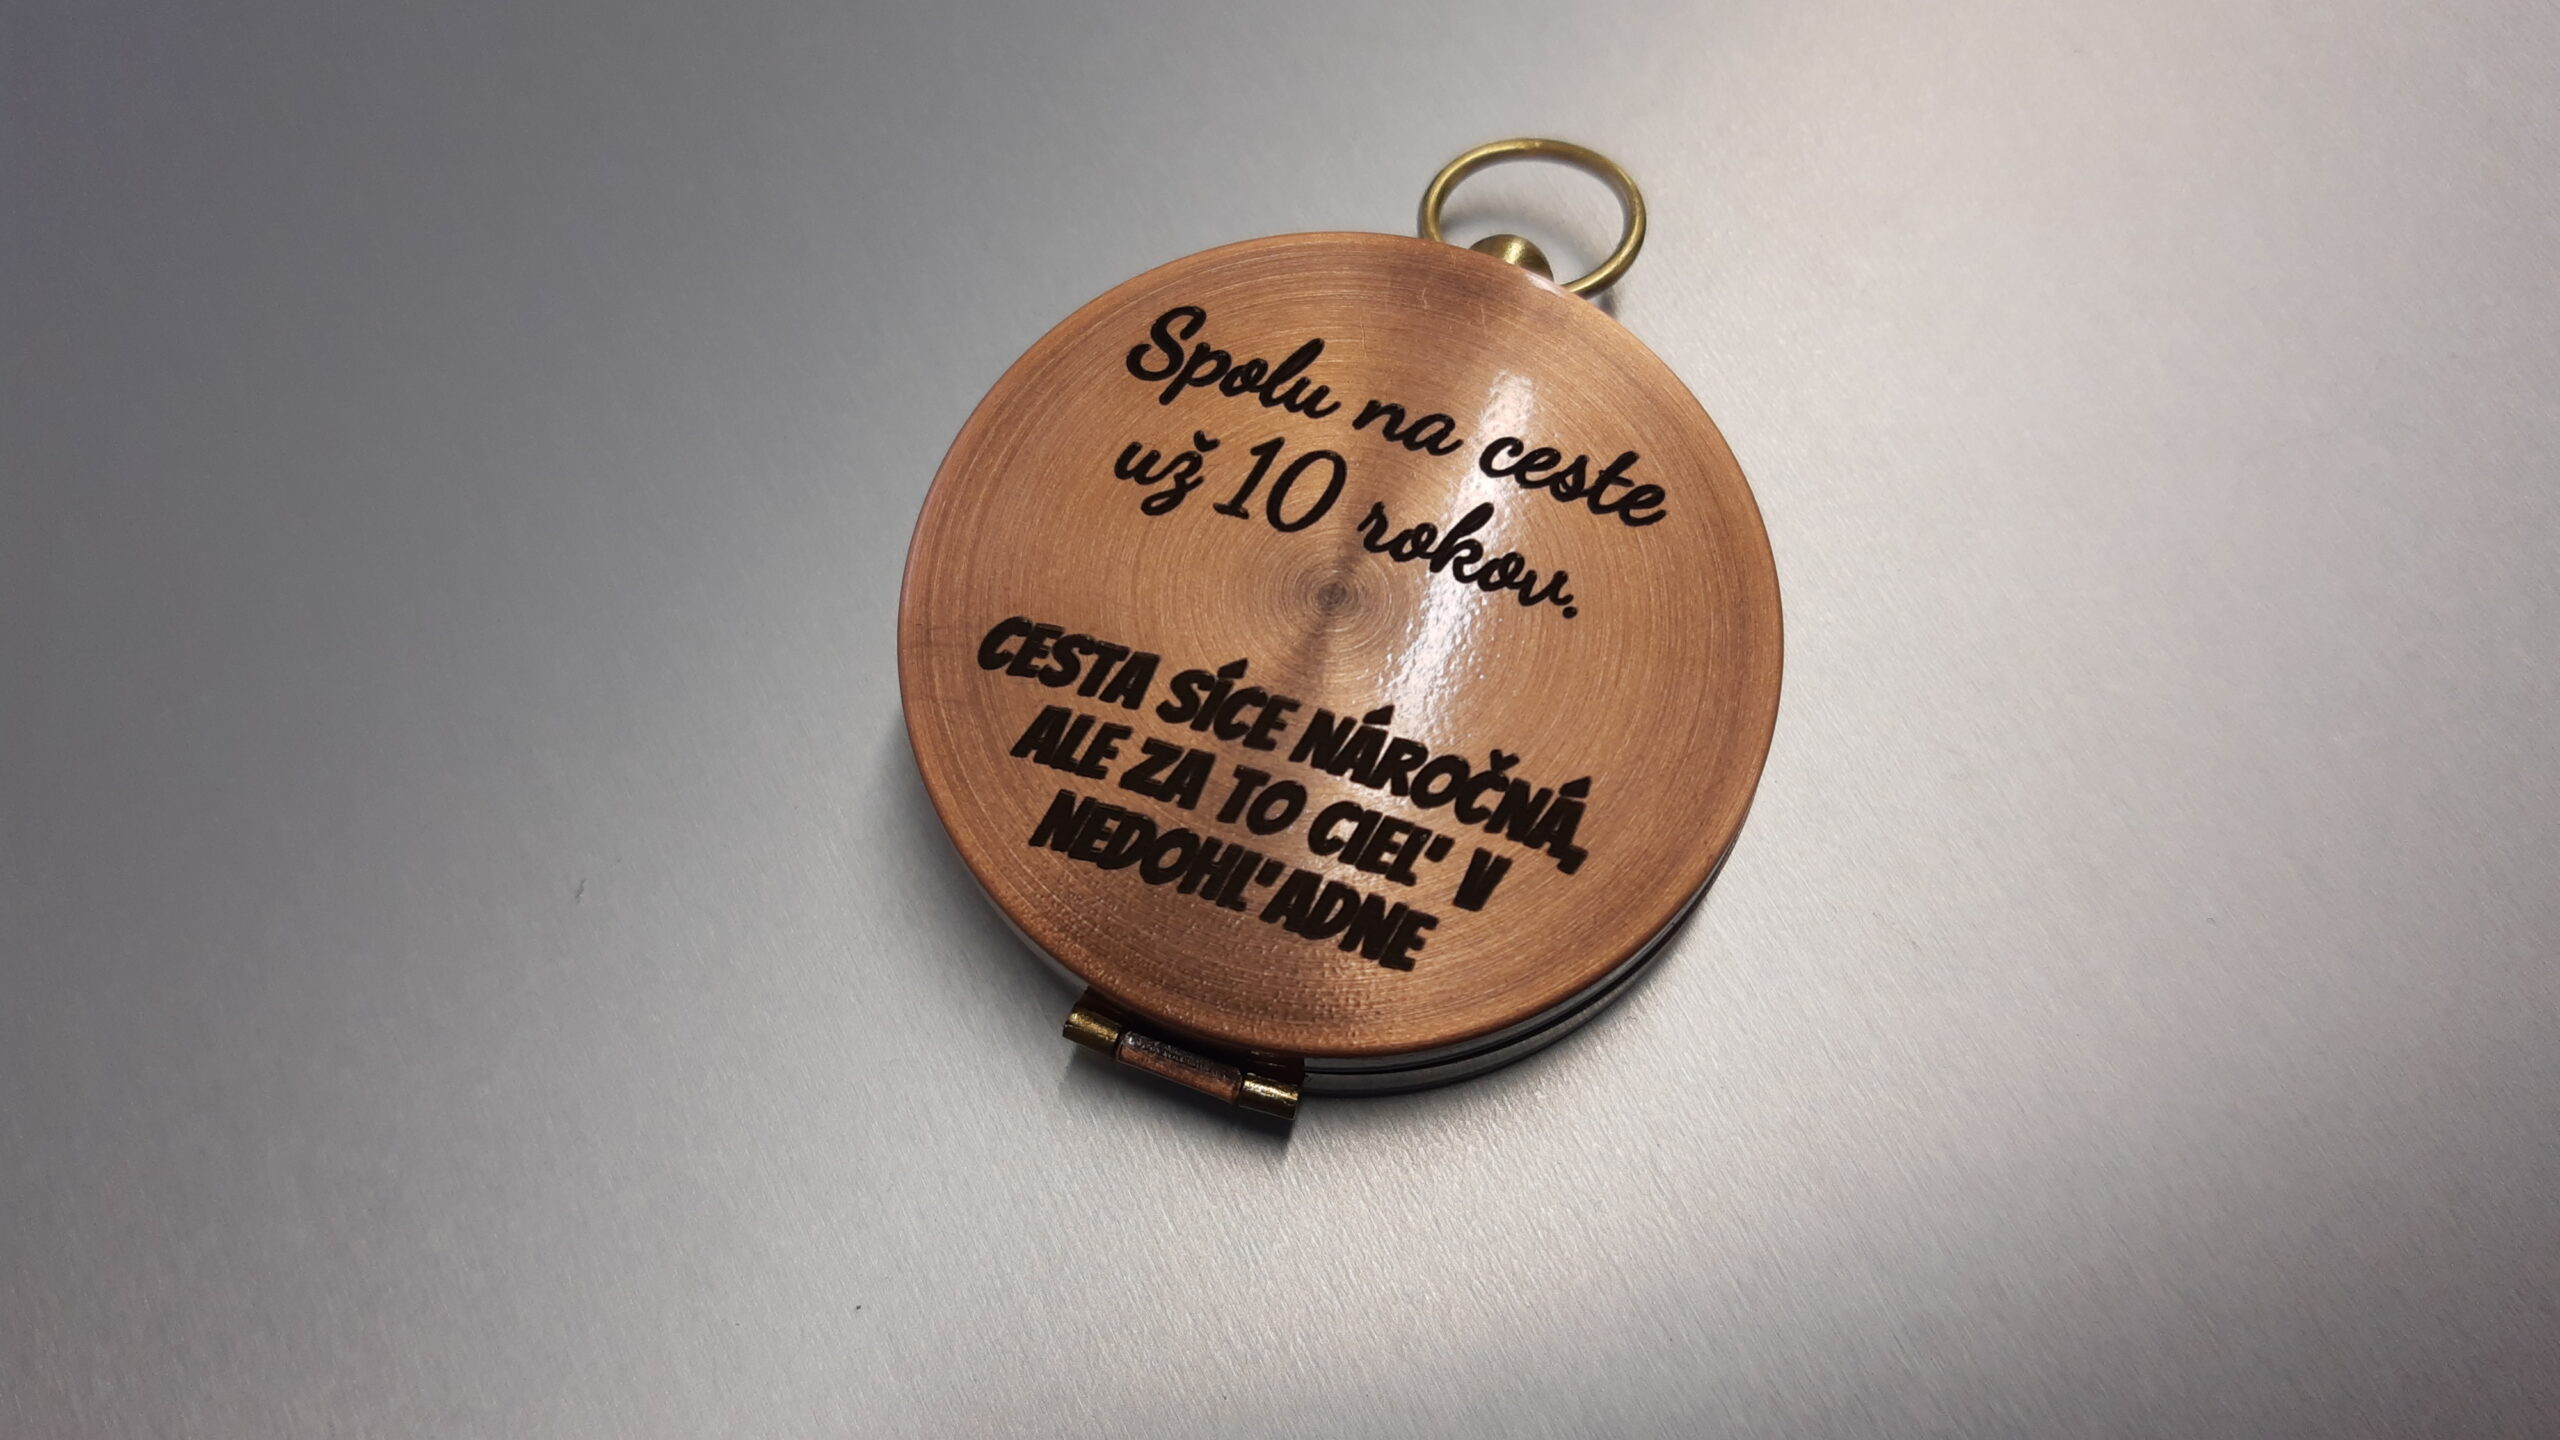 Spolu na ceste
už 10 rokov.
CESTA SÍCE NÁROČNÁ,
ALE ZA TO CIEĽ V
NEDOHĽADNE